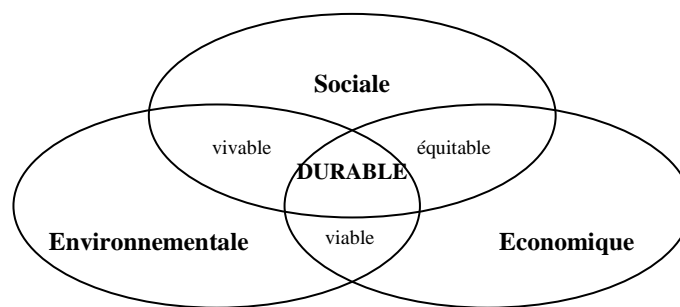 Sociale
vivable
équitable
DURABLE
Environnementale
viable
Economique